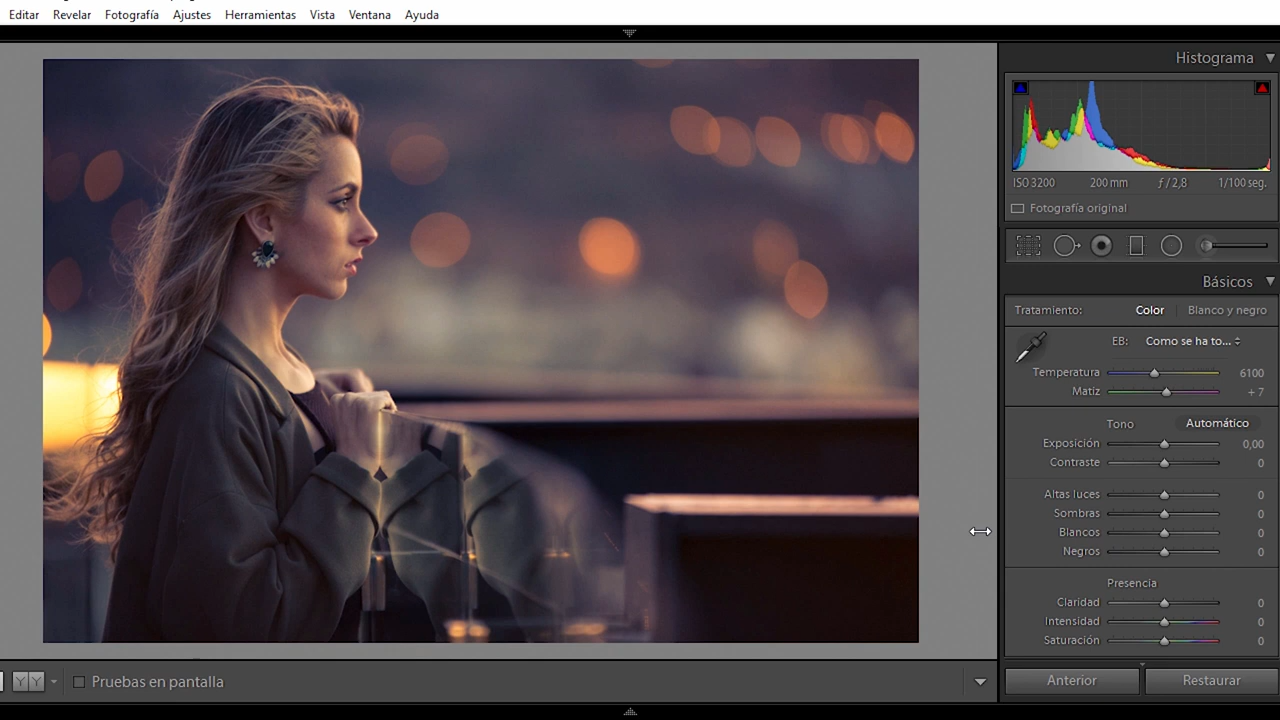 Editar Revelar Fotografía Ajustes Herramientas Vista Ventana Ayuda
Histograma
ISO 3200 200 mm ƒ / 2,8 1/100 seg.
Fotografía original
Básicos
Tratamiento: Color Blanco y negro
EB: Como se ha to...
Temperatura 6100
Matiz + 7
Tono Automático
Exposición 0,00
Contraste 0
Altas luces 0
Sombras 0
Blancos 0
Negros 0
Presencia
Claridad 0
Intensidad 0
Saturación 0
Y Y Pruebas en pantalla
Anterior Restaurar